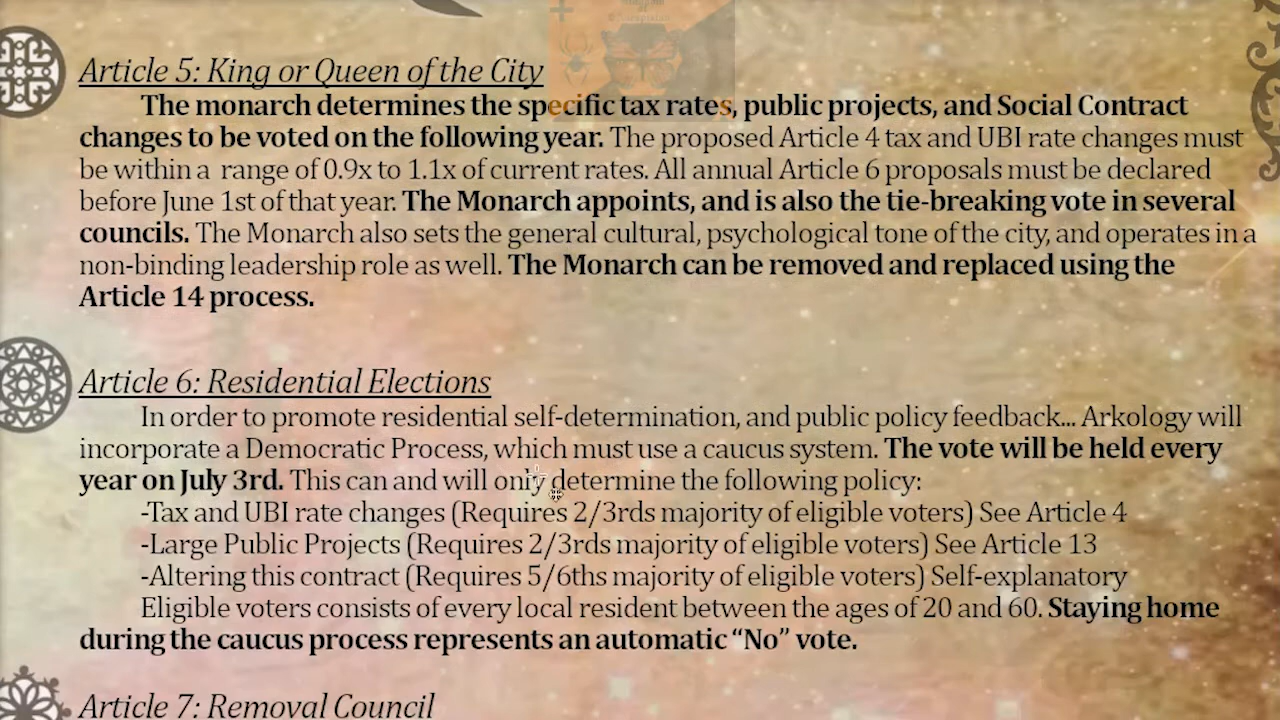 Article 5: King or Queen of the City
The monarch determines the specific tax rates, public projects, and Social Contract
changes to be voted on the following year. The proposed Article 4 tax and UBI rate changes must
be within a range of 0.9x to 1.1x of current rates. All annual Article 6 proposals must be declared
before June 1st of that year. The Monarch appoints, and is also the tie-breaking vote in several
councils. The Monarch also sets the general cultural, psychological tone of the city, and operates in a
non-binding leadership role as well. The Monarch can be removed and replaced using the
Article 14 process.
Article 6: Residential Elections
In order to promote residential self-determination, and public policy feedback... Arkology will
incorporate a Democratic Process, which must use a caucus system. The vote will be held every
year on July 3rd. This can and will only determine the following policy:
-Tax and UBI rate changes (Requires 2/3rds majority of eligible voters) See Article 4
-Large Public Projects (Requires 2/3rds majority of eligible voters) See Article 13
-Altering this contract (Requires 5/6ths majority of eligible voters) Self-explanatory
Eligible voters consists of every local resident between the ages of 20 and 60. Staying home
during the caucus process represents an automatic “No” vote.
Article 7: Removal Council